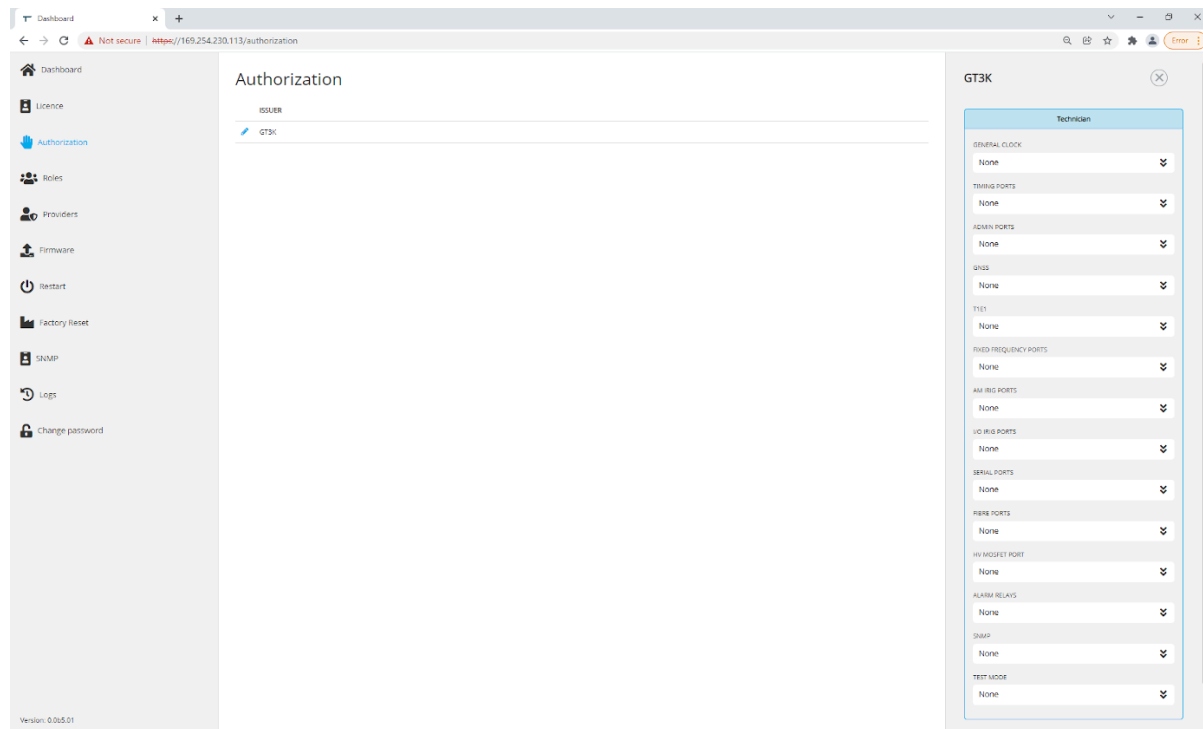 Dashboard
Not secure | https://169.254.230.113/authorization
Error
Dashboard
Licence
Authorization
Roles
Providers
Firmware
Restart
Factory Reset
SNMP
Logs
Change password
Version: 0.0b5.01
Authorization
ISSUER
GT3K
GT3K
Technician
GENERAL CLOCK
None
TIMING PORTS
None
ADMIN PORTS
None
GNSS
None
T1E1
None
FIXED FREQUENCY PORTS
None
AM IRIG PORTS
None
I/O IRIG PORTS
None
SERIAL PORTS
None
FIBRE PORTS
None
HV MOSFET PORT
None
ALARM RELAYS
None
SNMP
None
TEST MODE
None